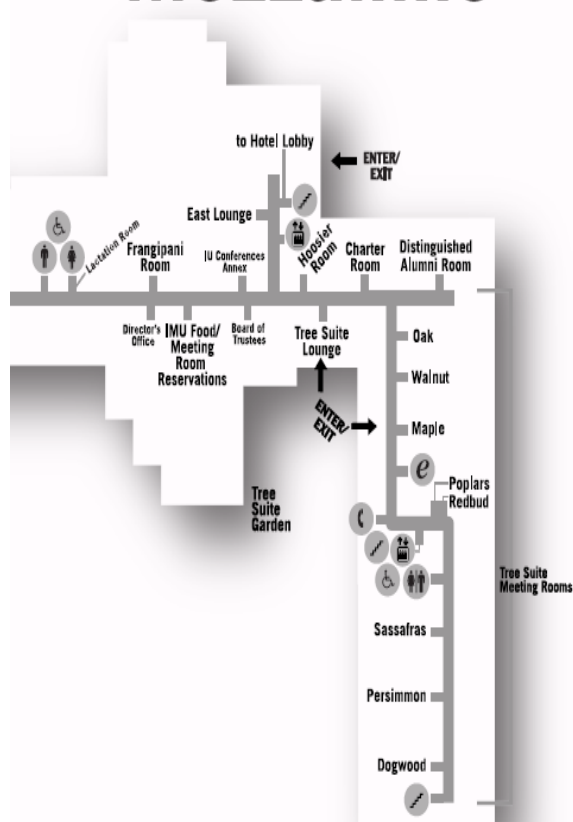 to Hotel Lobby
ENTER/
EXIT
East Lounge
Lactation Room
Frangipani
Room
IU Conferences
Annex
Hoosier
Room
Charter
Room
Distinguished
Alumni Room
Director's
Office
IMU Food/
Meeting
Room
Reservations
Board of
Trustees
Tree Suite
Lounge
Oak
Walnut
Maple
ENTER/
EXIT
e
Poplars
Redbud
Tree
Suite
Garden
Tree Suite
Meeting Rooms
Sassafras
Persimmon
Dogwood